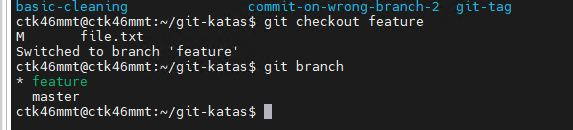 basic-cleaning commit-on-wrong-branch-2 git-tag
ctk46mmt@ctk46mmt:~/git-katas$ git checkout feature
M       file.txt
Switched to branch 'feature'
ctk46mmt@ctk46mmt:~/git-katas$ git branch
* feature
  master
ctk46mmt@ctk46mmt:~/git-katas$